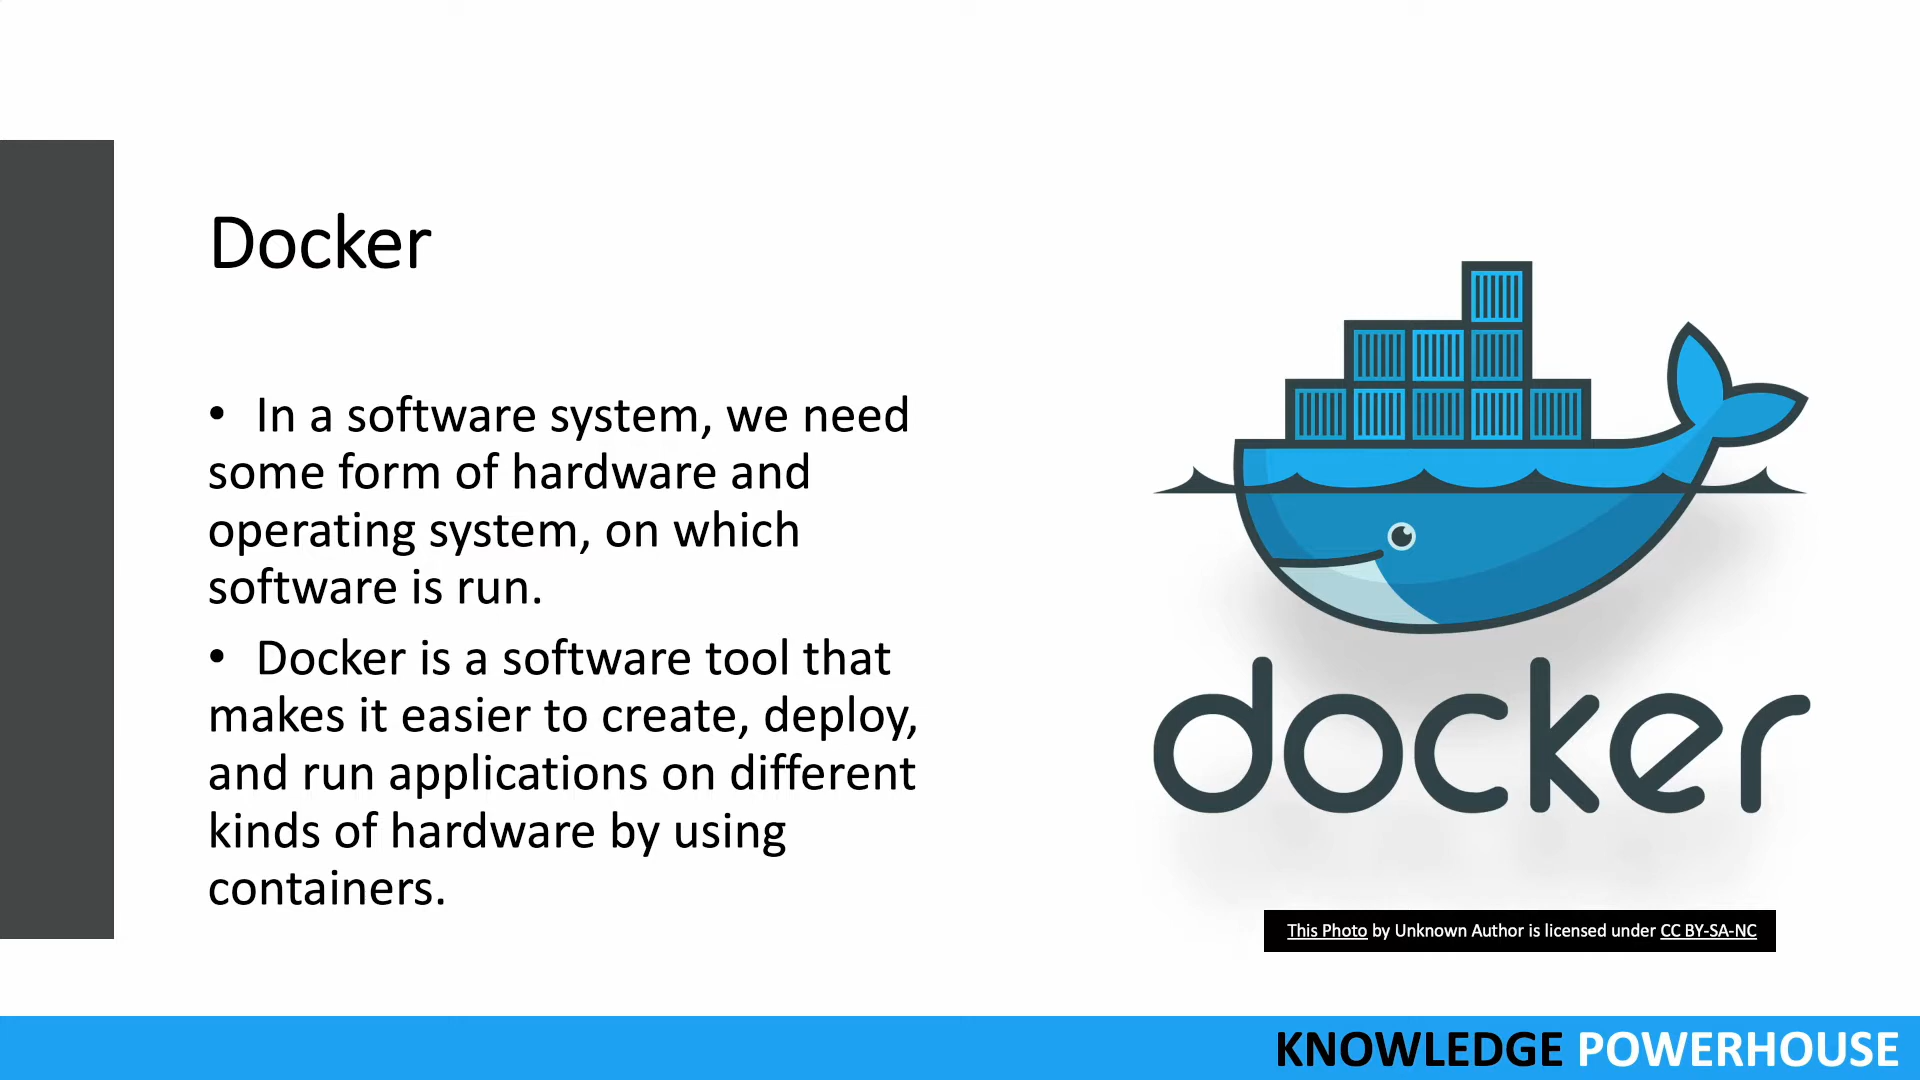 Docker
• In a software system, we need
some form of hardware and
operating system, on which
software is run.
• Docker is a software tool that
makes it easier to create, deploy,
and run applications on different
kinds of hardware by using
containers.
docker
This Photo by Unknown Author is licensed under CC BY-SA-NC
KNOWLEDGE POWERHOUSE